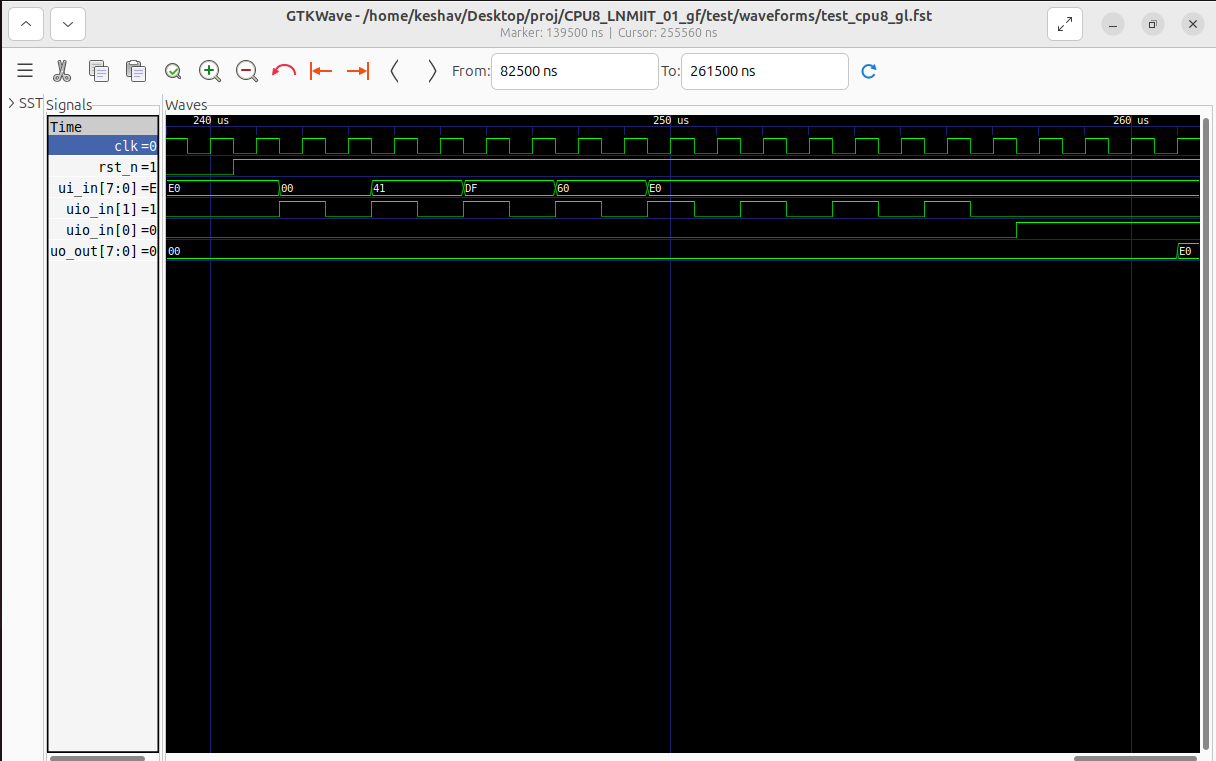 GTKWave - /home/keshav/Desktop/proj/CPU8_LNMIIT_01_gf/test/waveforms/test_cpu8_gl.fst
Marker: 139500 ns | Cursor: 255560 ns
From: 82500 ns To: 261500 ns
SST
Signals
Waves
Time
240 us 250 us 260 us
clk=0
rst_n=1
ui_in[7:0]=E
E0 00 41 DF 60 E0
uio_in[1]=1
uio_in[0]=0
uo_out[7:0]=0
00 E0